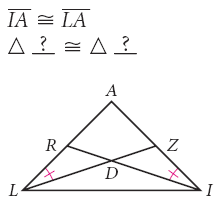 IA ≅ LA
△ ? ≅ △ ?
A
R Z
D
L I